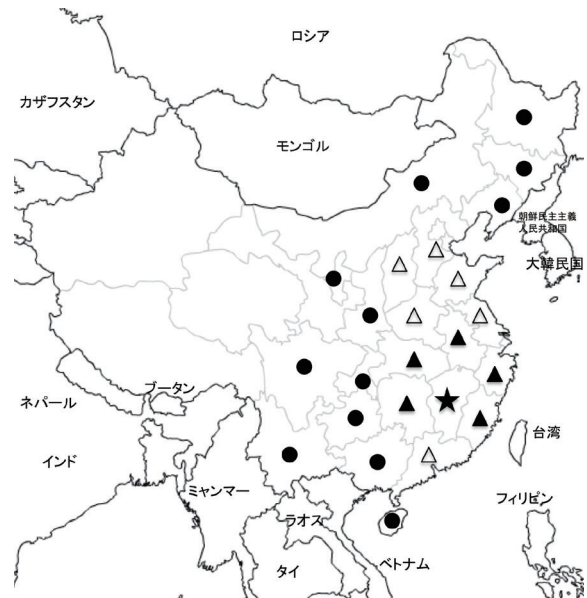 ロシア
カザフスタン
モンゴル
朝鮮民主主義
人民共和国
大韓民国
ネパール
ブータン
台湾
インド
ミャンマー
ラオス
フィリピン
タイ
ベトナム